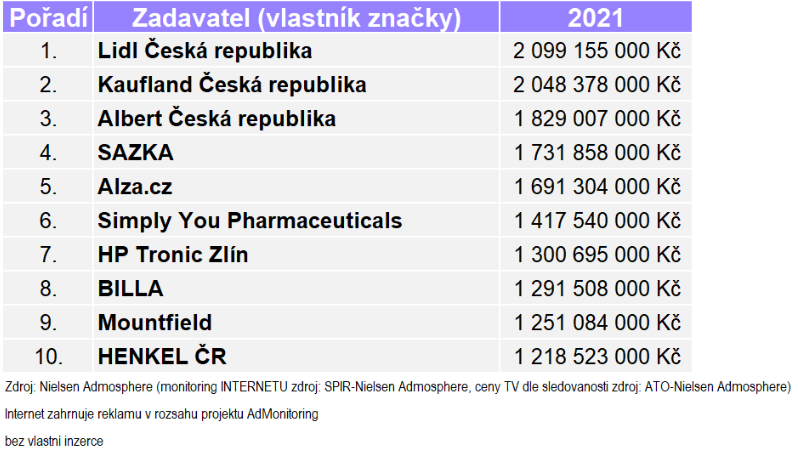 Pořadí Zadavatel (vlastník značky) 2021
1. Lidl Česká republika 2 099 155 000 Kč
2. Kaufland Česká republika 2 048 378 000 Kč
3. Albert Česká republika 1 829 007 000 Kč
4. SAZKA 1 731 858 000 Kč
5. Alza.cz 1 691 304 000 Kč
6. Simply You Pharmaceuticals 1 417 540 000 Kč
7. HP Tronic Zlín 1 300 695 000 Kč
8. BILLA 1 291 508 000 Kč
9. Mountfield 1 251 084 000 Kč
10. HENKEL ČR 1 218 523 000 Kč
Zdroj: Nielsen Admosphere (monitoring INTERNETU zdroj: SPIR-Nielsen Admosphere, ceny TV dle sledovanosti zdroj: ATO-Nielsen Admosphere)
Internet zahrnuje reklamu v rozsahu projektu AdMonitoring
bez vlastní inzerce